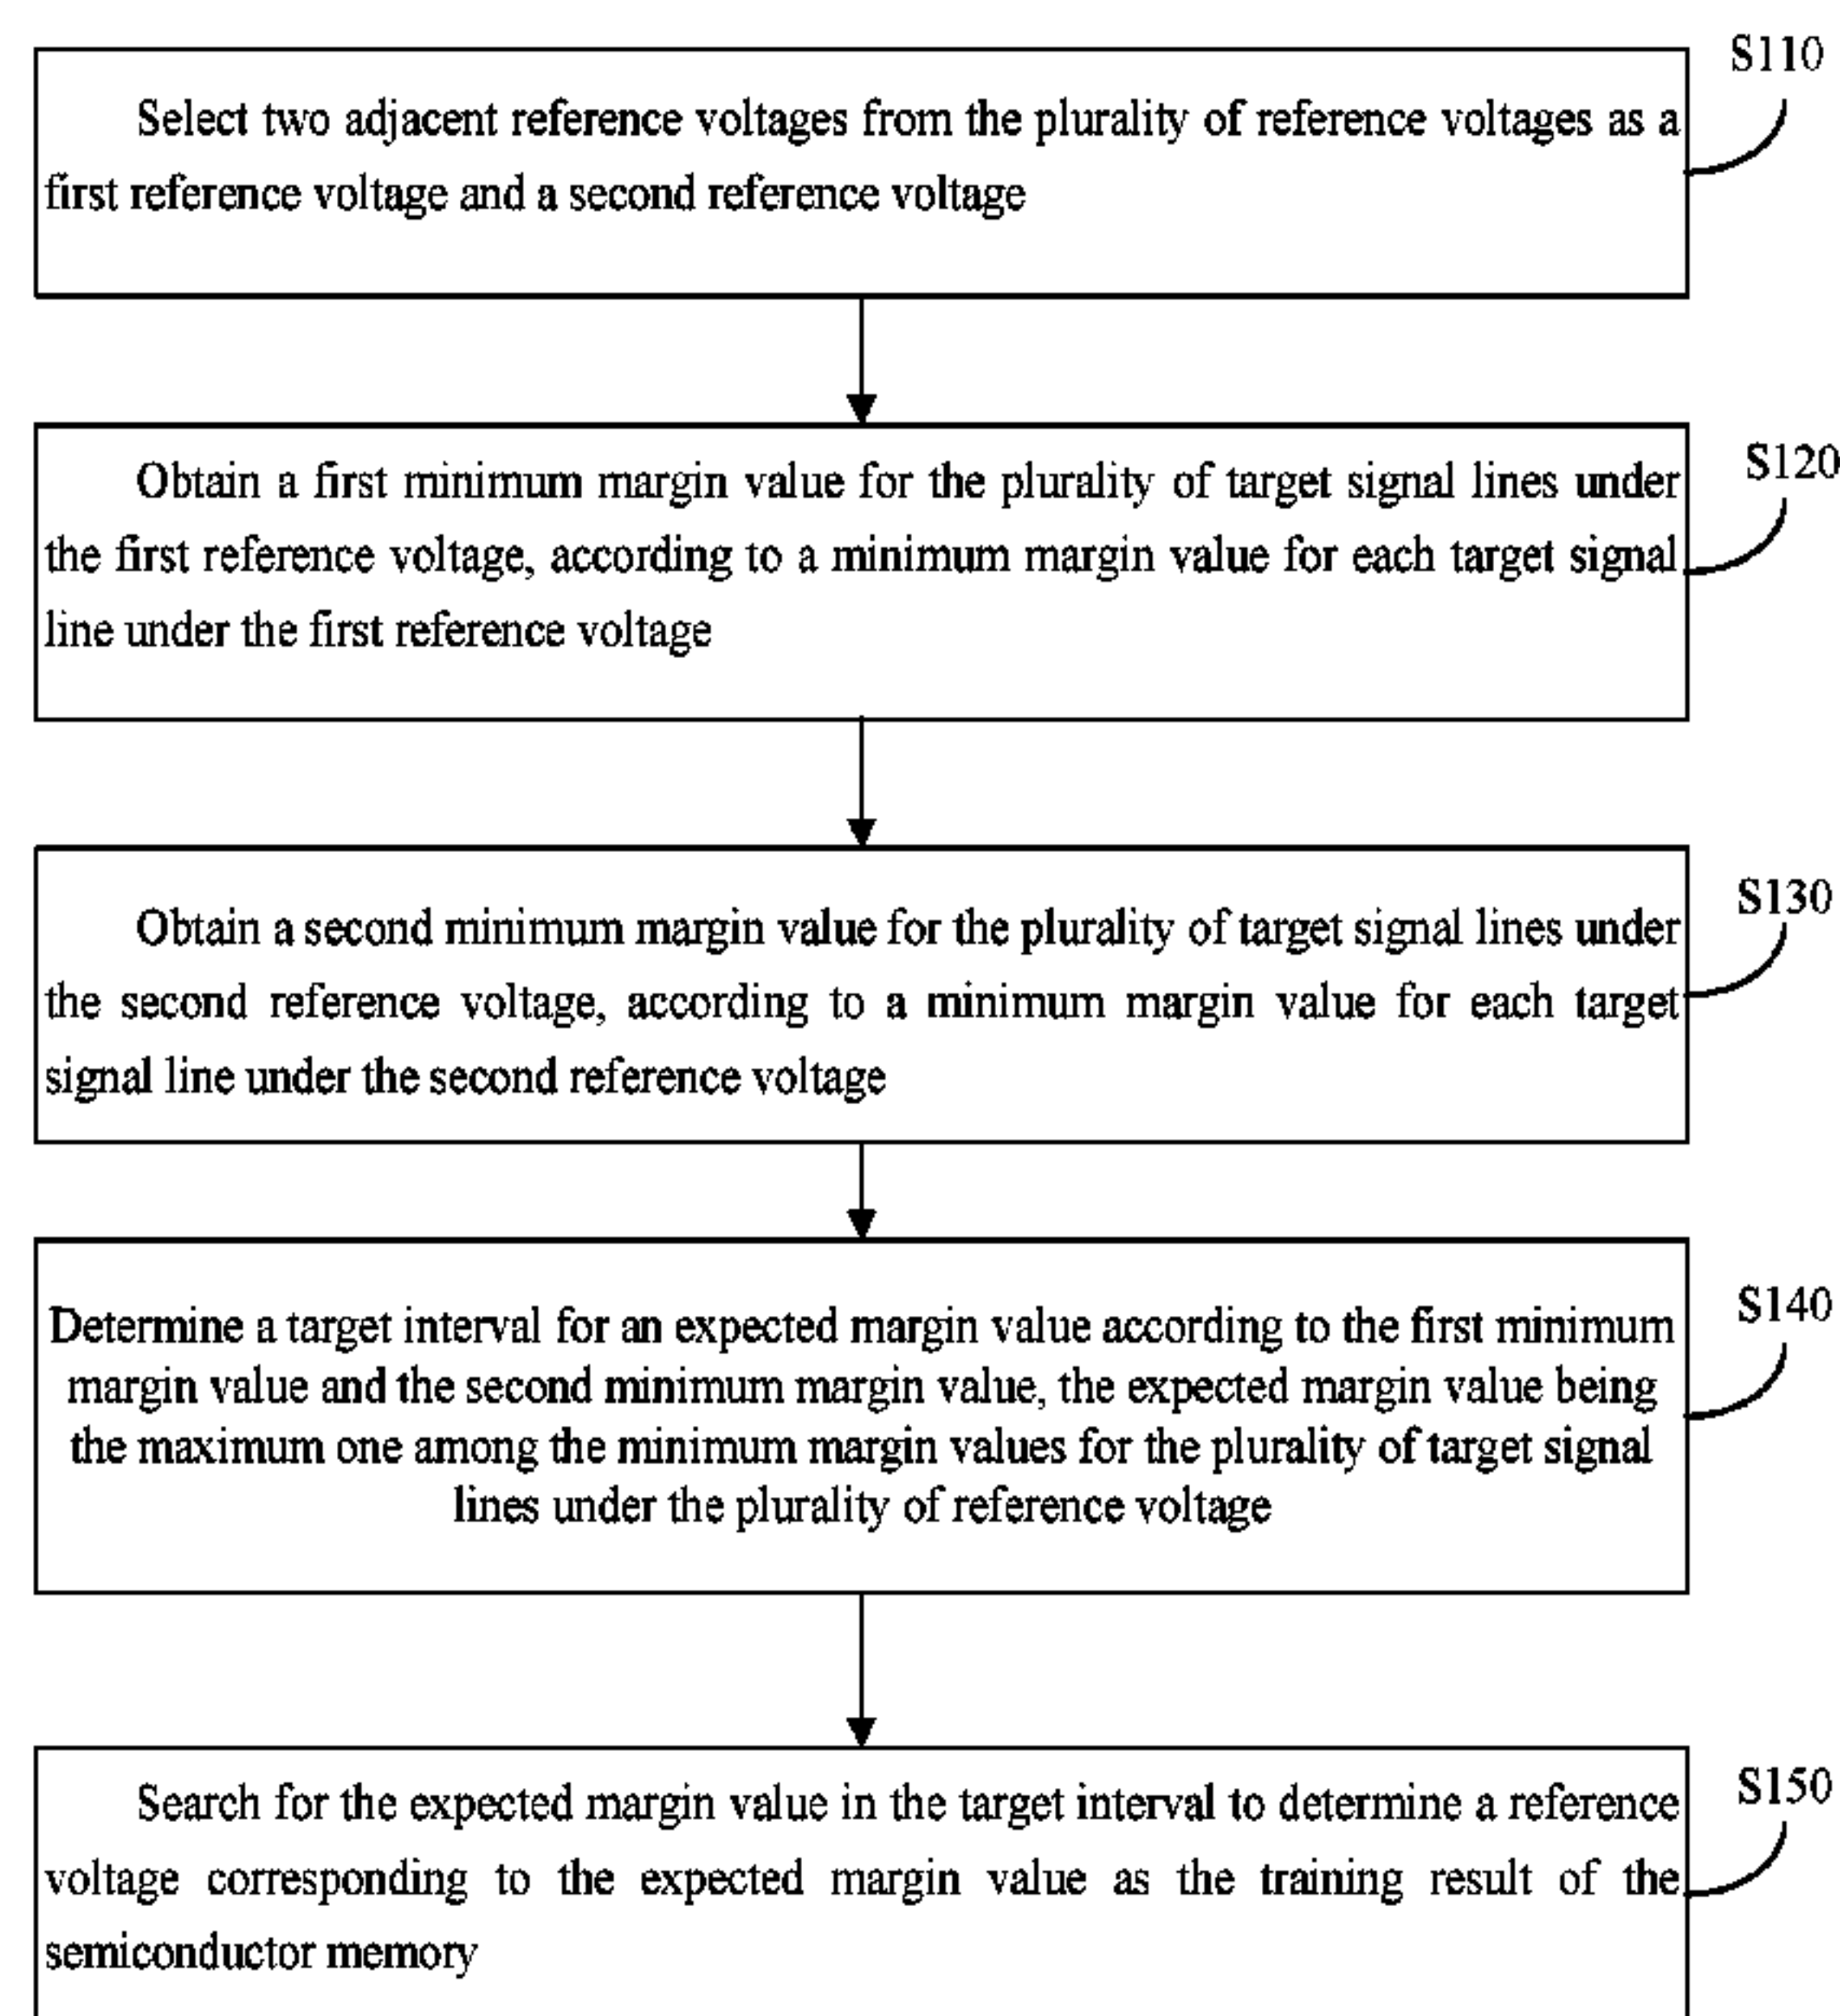 S110
Select two adjacent reference voltages from the plurality of reference voltages as a
first reference voltage and a second reference voltage
S120
Obtain a first minimum margin value for the plurality of target signal lines under
the first reference voltage, according to a minimum margin value for each target signal
line under the first reference voltage
S130
Obtain a second minimum margin value for the plurality of target signal lines under
the second reference voltage, according to a minimum margin value for each target
signal line under the second reference voltage
S140
Determine a target interval for an expected margin value according to the first minimum
margin value and the second minimum margin value, the expected margin value being
the maximum one among the minimum margin values for the plurality of target signal
lines under the plurality of reference voltage
S150
Search for the expected margin value in the target interval to determine a reference
voltage corresponding to the expected margin value as the training result of the
semiconductor memory